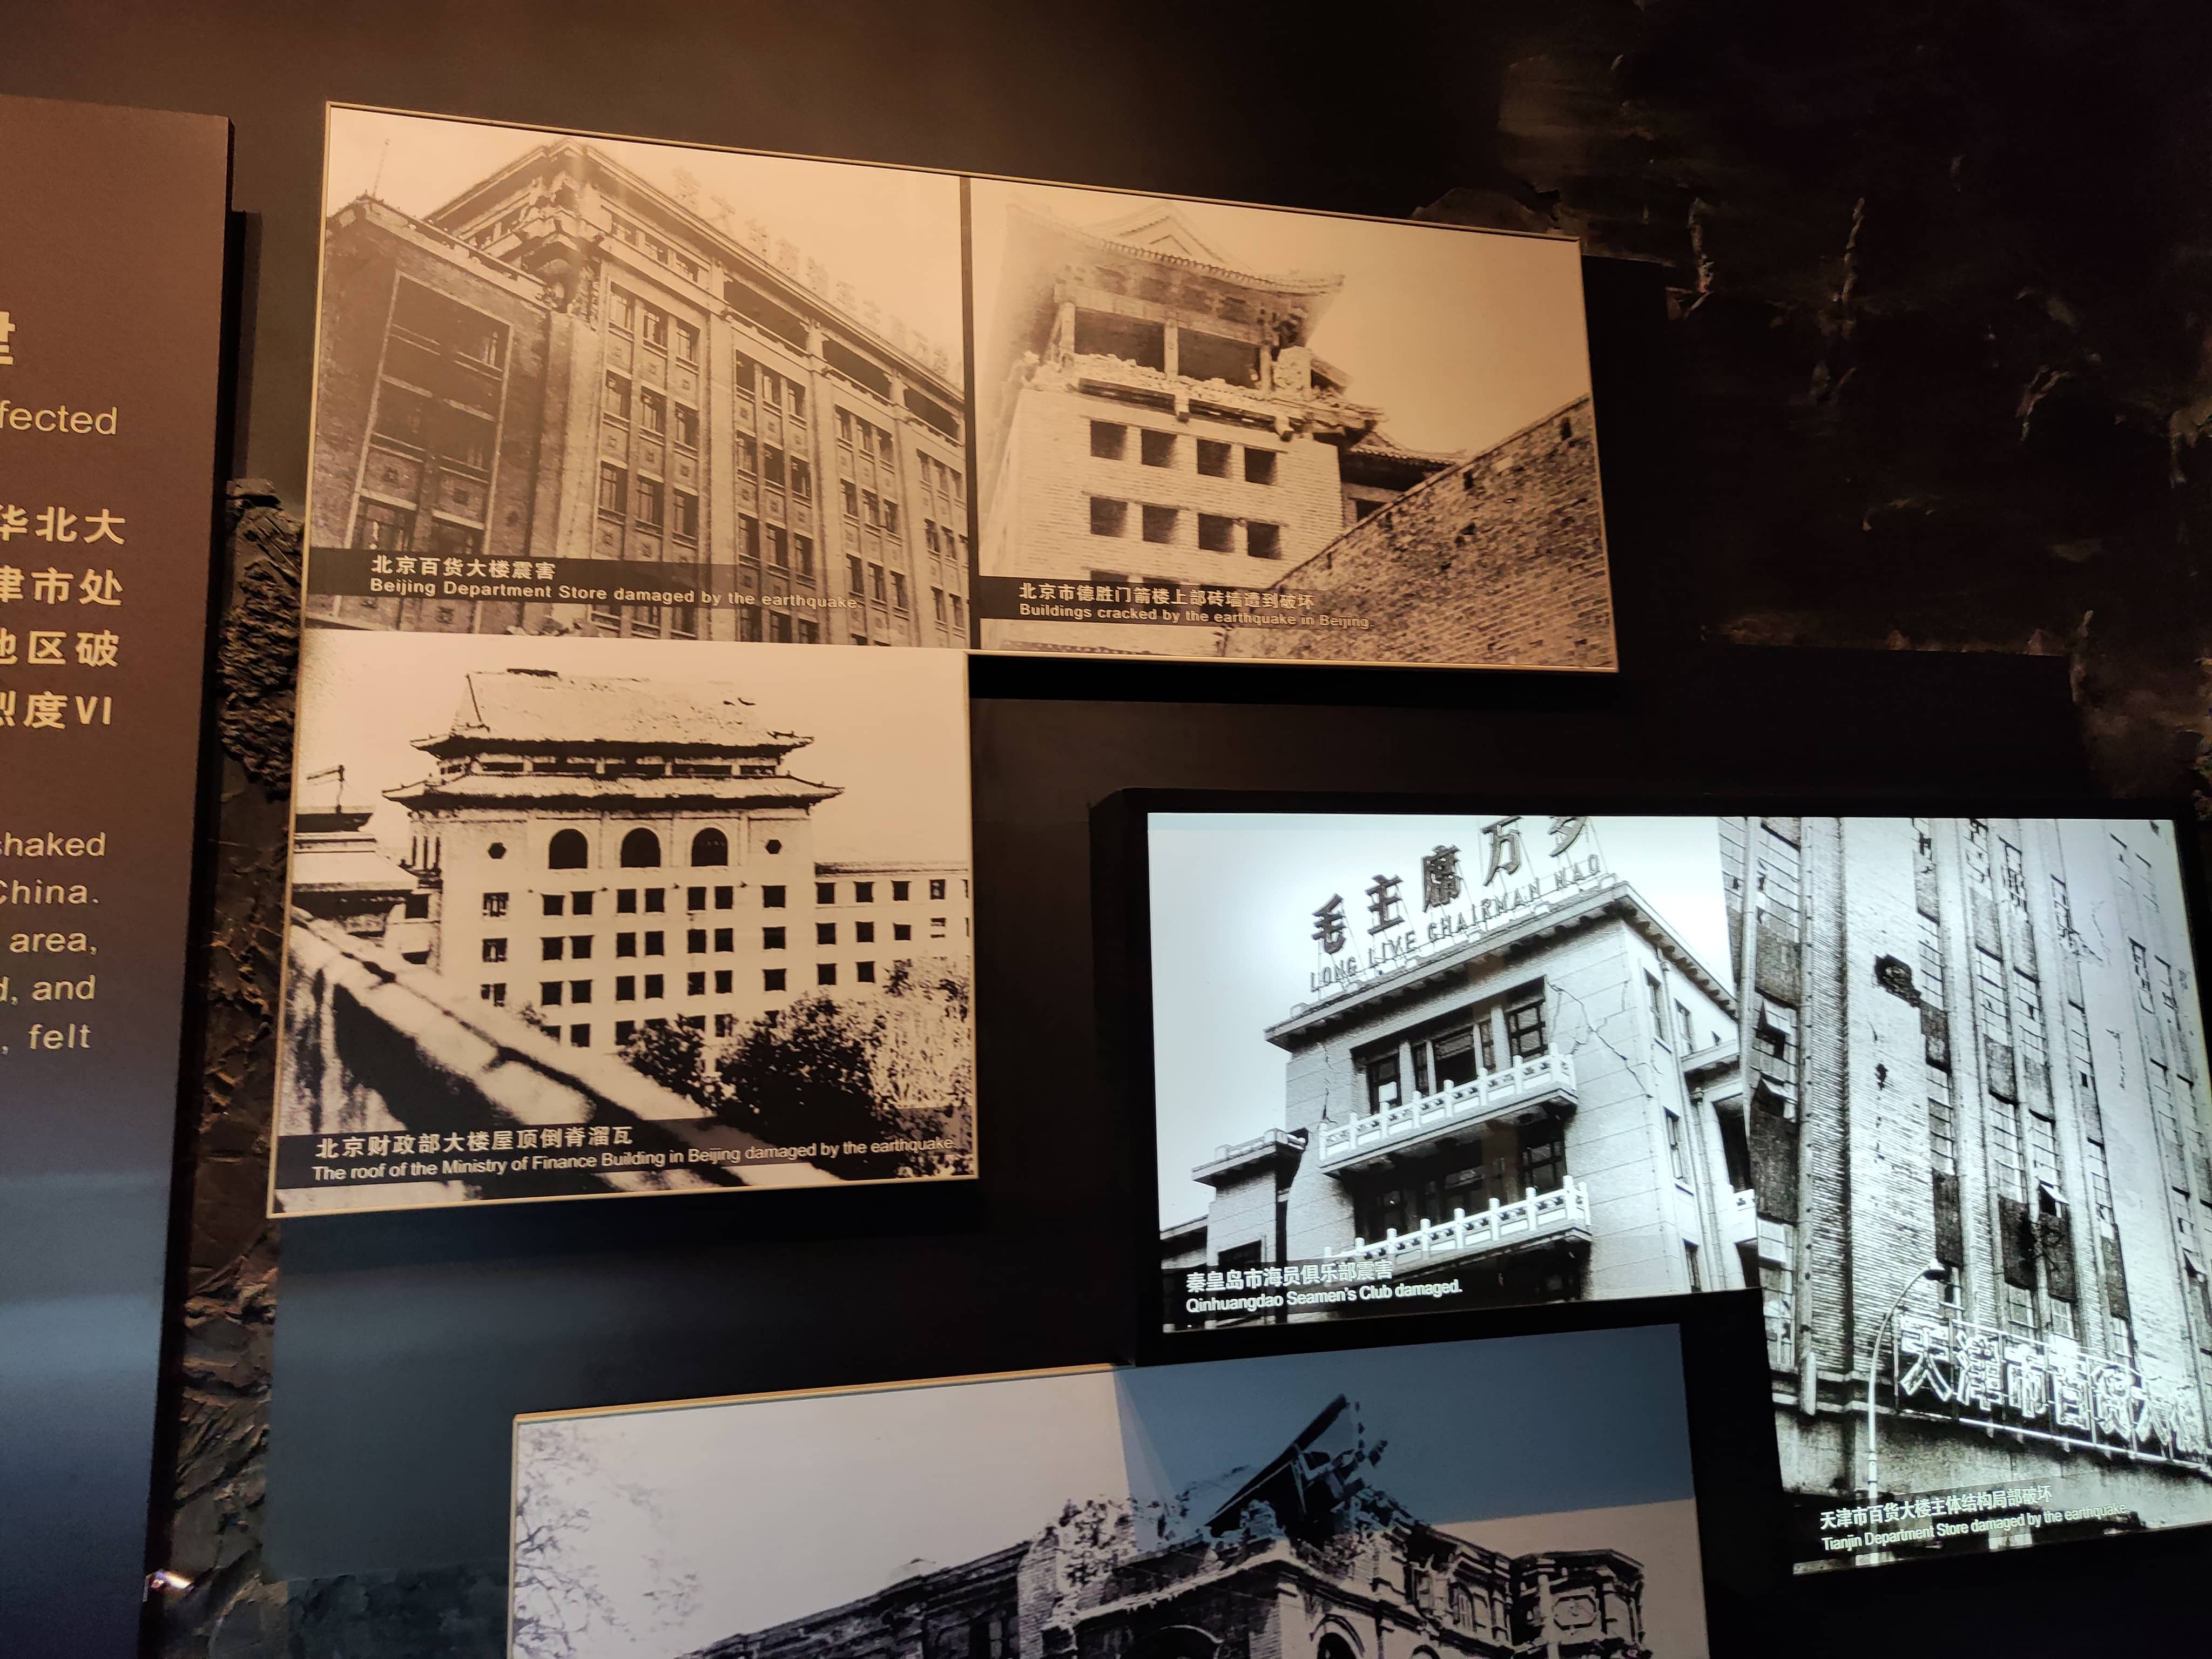 fected
华北大
津市处
地区破
烈度VI
shaked
China.
area,
d, and
, felt
北京百货大楼震害
Beijing Department Store damaged by the earthquake.
北京市德胜门箭楼上部砖墙遭到破坏
Buildings cracked by the earthquake in Beijing.
北京财政部大楼屋顶倒脊溜瓦
The roof of the Ministry of Finance Building in Beijing damaged by the earthquake.
毛主席万岁
LONG LIVE CHAIRMAN MAO
秦皇岛市海员俱乐部震害
Qinhuangdao Seamen's Club damaged.
天津市百货大楼
天津市百货大楼主体结构局部破坏
Tianjin Department Store damaged by the earthquake.